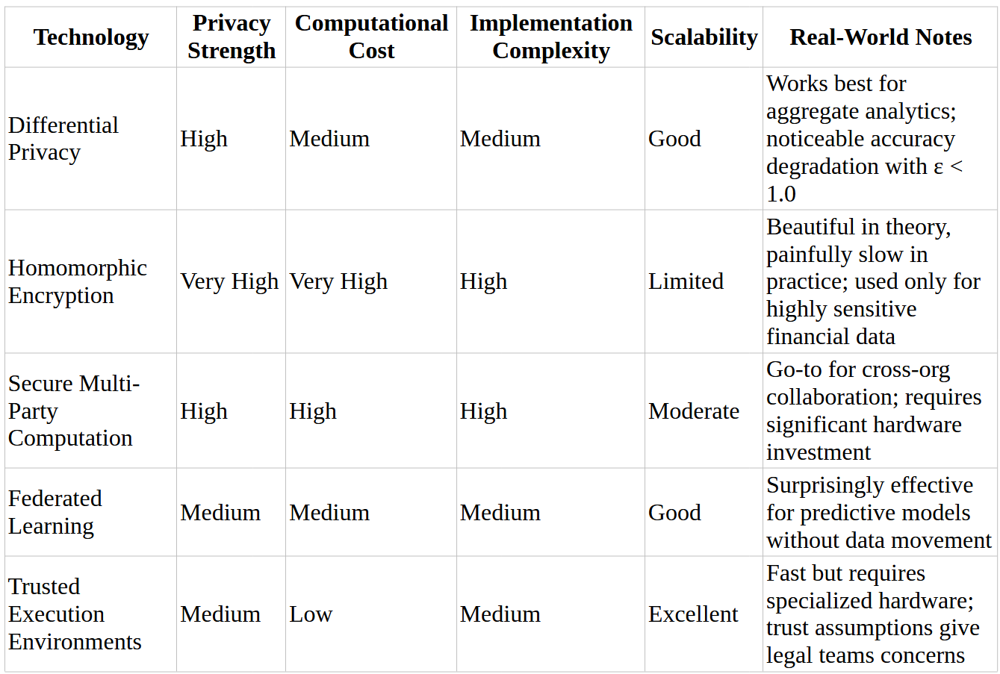 Technology
Privacy
Strength
Computational
Cost
Implementation
Complexity
Scalability
Real-World Notes
Differential
Privacy
High
Medium
Medium
Good
Works best for
aggregate analytics;
noticeable accuracy
degradation with ε <
1.0
Homomorphic
Encryption
Very High
Very High
High
Limited
Beautiful in theory,
painfully slow in
practice; used only for
highly sensitive
financial data
Secure Multi-
Party
Computation
High
High
High
Moderate
Go-to for cross-org
collaboration; requires
significant hardware
investment
Federated
Learning
Medium
Medium
Medium
Good
Surprisingly effective
for predictive models
without data movement
Trusted
Execution
Environments
Medium
Low
Medium
Excellent
Fast but requires
specialized hardware;
trust assumptions give
legal teams concerns